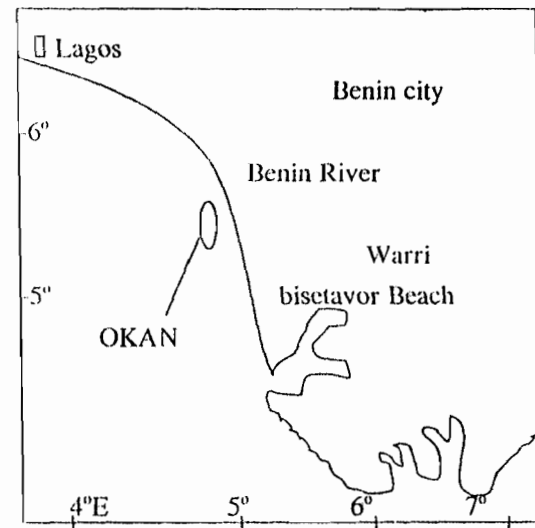 Lagos
Benin city
6°
Benin River
Warri
5°
bisetavor Beach
OKAN
4°E 5° 6° 7°